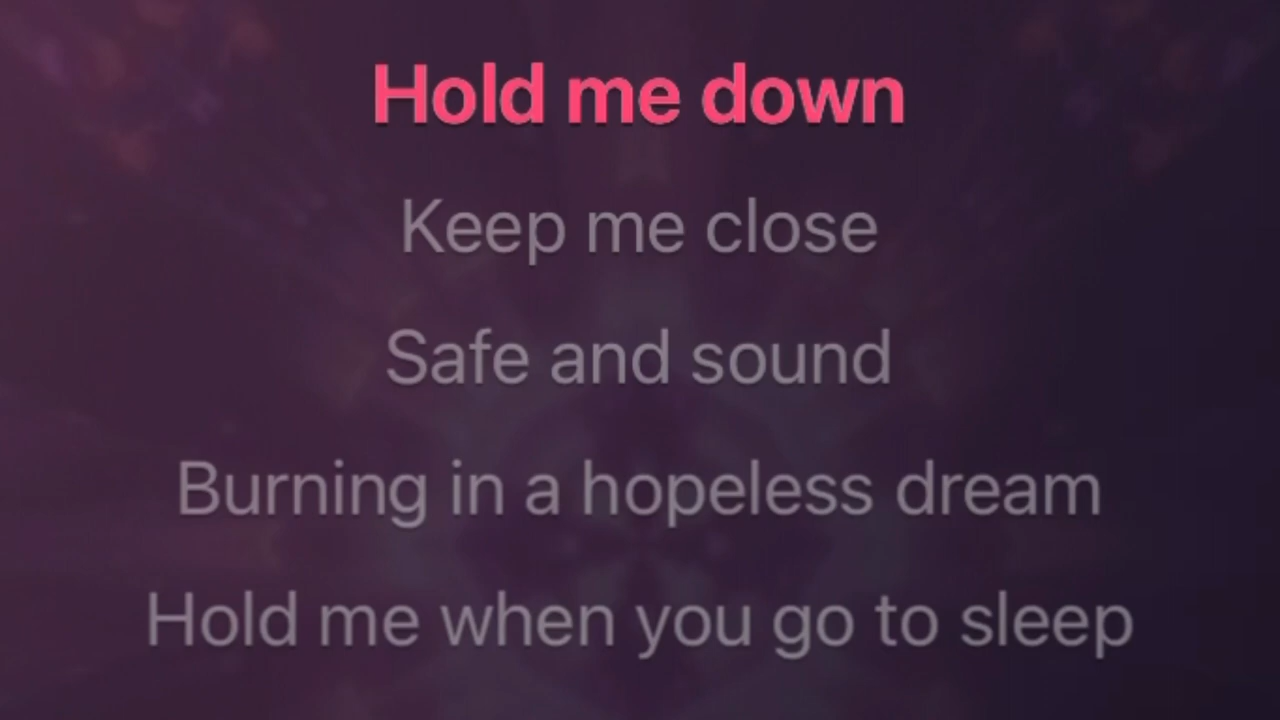 Hold me down
Keep me close
Safe and sound
Burning in a hopeless dream
Hold me when you go to sleep